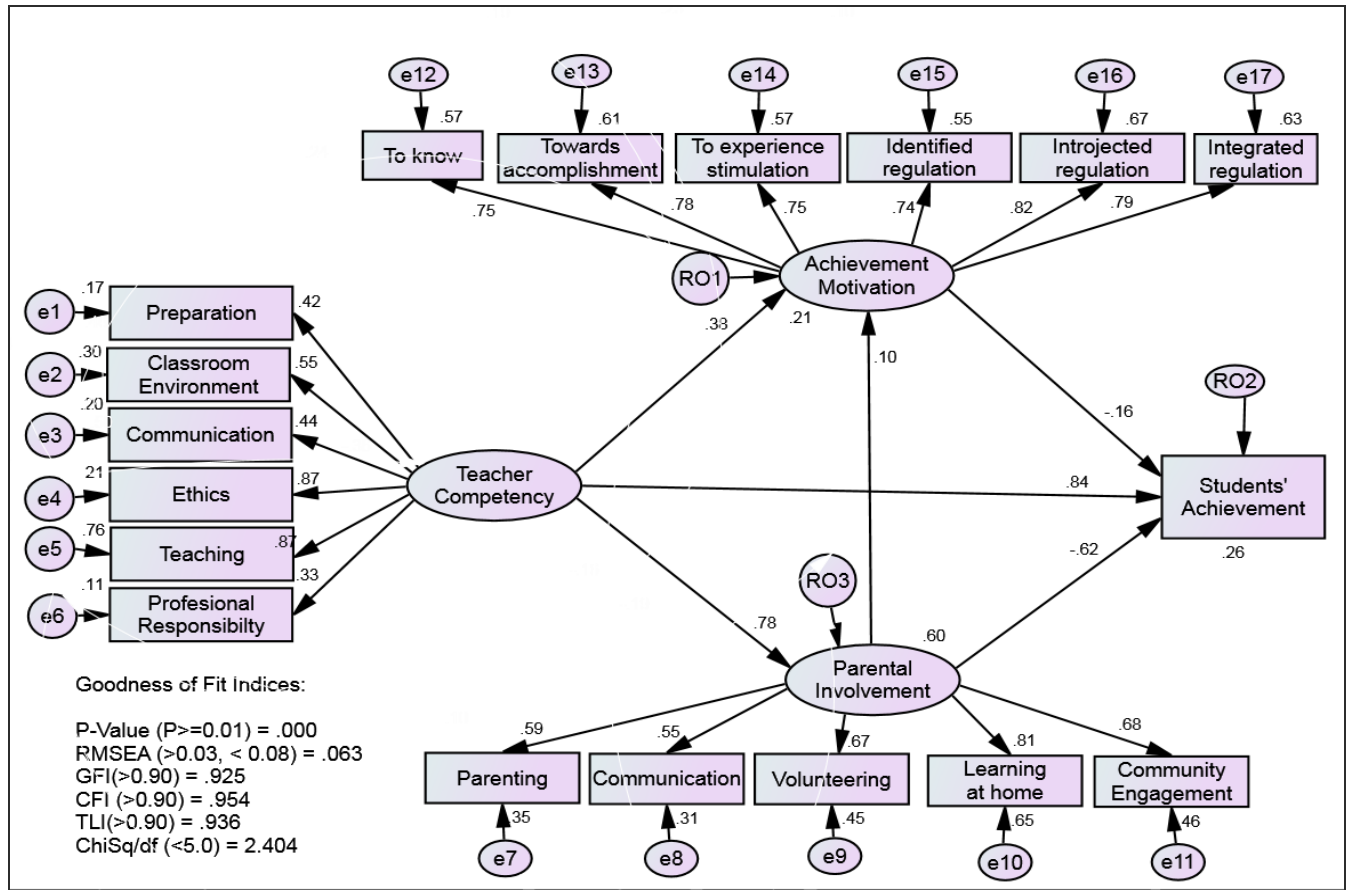 e12
e13
e14
e15
e16
e17
.57
.61
.57
.55
.67
.63
To know
Towards
accomplishment
To experience
stimulation
Identified
regulation
Introjected
regulation
Integrated
regulation
.75
.78
.75
.74
.82
.79
RO1
Achievement
Motivation
.21
e1
.17
Preparation
.42
e2
.30
Classroom
Environment
.55
e3
.20
Communication
.44
e4
21
Ethics
.87
e5
.76
Teaching
.87
e6
.11
Profesional
Responsibilty
.33
Teacher
Competency
.33
.10
-.16
.84
.78
-.62
RO2
Students'
Achievement
.26
RO3
.60
Parental
Involvement
.59
.55
.67
.81
.68
Parenting
Communication
Volunteering
Learning
at home
Community
Engagement
.35
.31
.45
.65
.46
e7
e8
e9
e10
e11
Goodness of Fit Indices:
P-Value (P>=0.01) = .000
RMSEA (>0.03, < 0.08) = .063
GFI(>0.90) = .925
CFI (>0.90) = .954
TLI(>0.90) = .936
ChiSq/df (<5.0) = 2.404